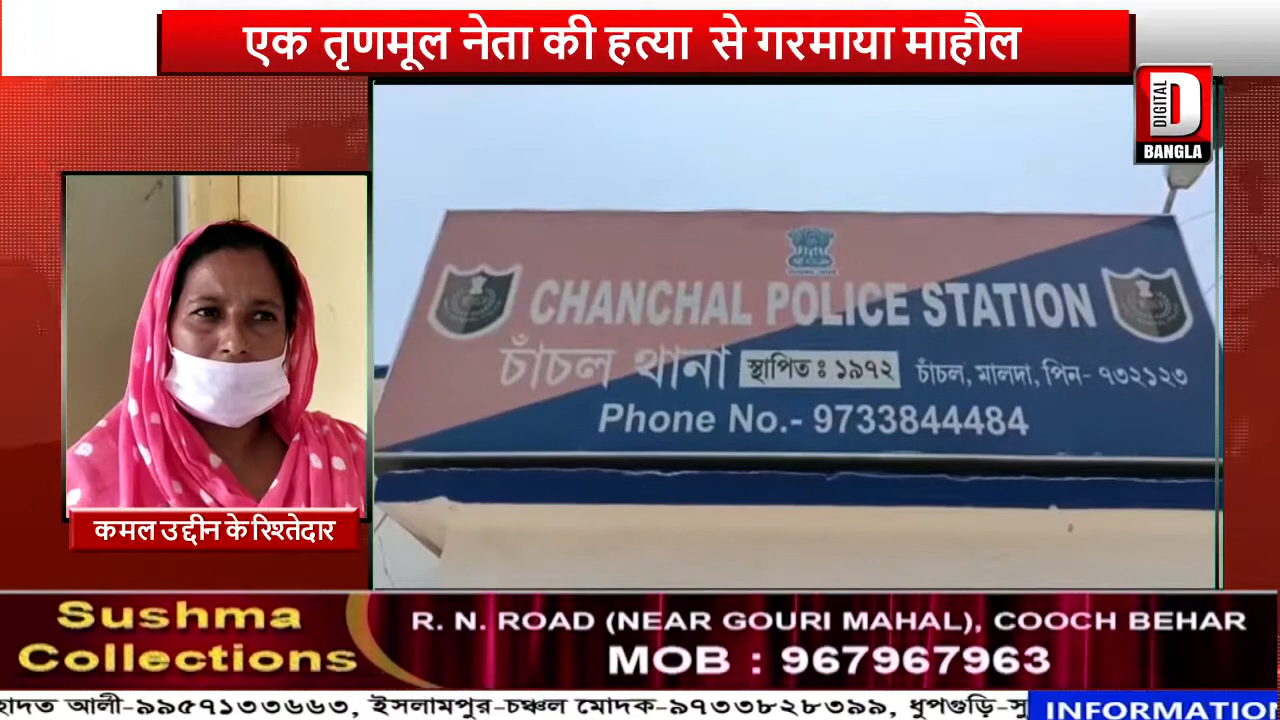 एक तृणमूल नेता की हत्या से गरमाया माहौल
DIGITAL
BANGLA
CHANCHAL POLICE STATION
চাঁচল থানা স্থাপিত ঃ ১৯৭২ চাঁচল, মালদা, পিন- ৭৩২১২৩
Phone No.- 9733844484
कमल उद्दीन के रिश्तेदार
Sushma
Collections
R. N. ROAD (NEAR GOURI MAHAL), COOCH BEHAR
MOB : 967967963
হাদত আলী-৯৯৫৭১৩৩৬৬৩, ইসলামপুর-চঞ্চল মোদক-৯৭৩৩৮২৮৩৯৯, ধুপগুড়ি-সু
INFORMATION